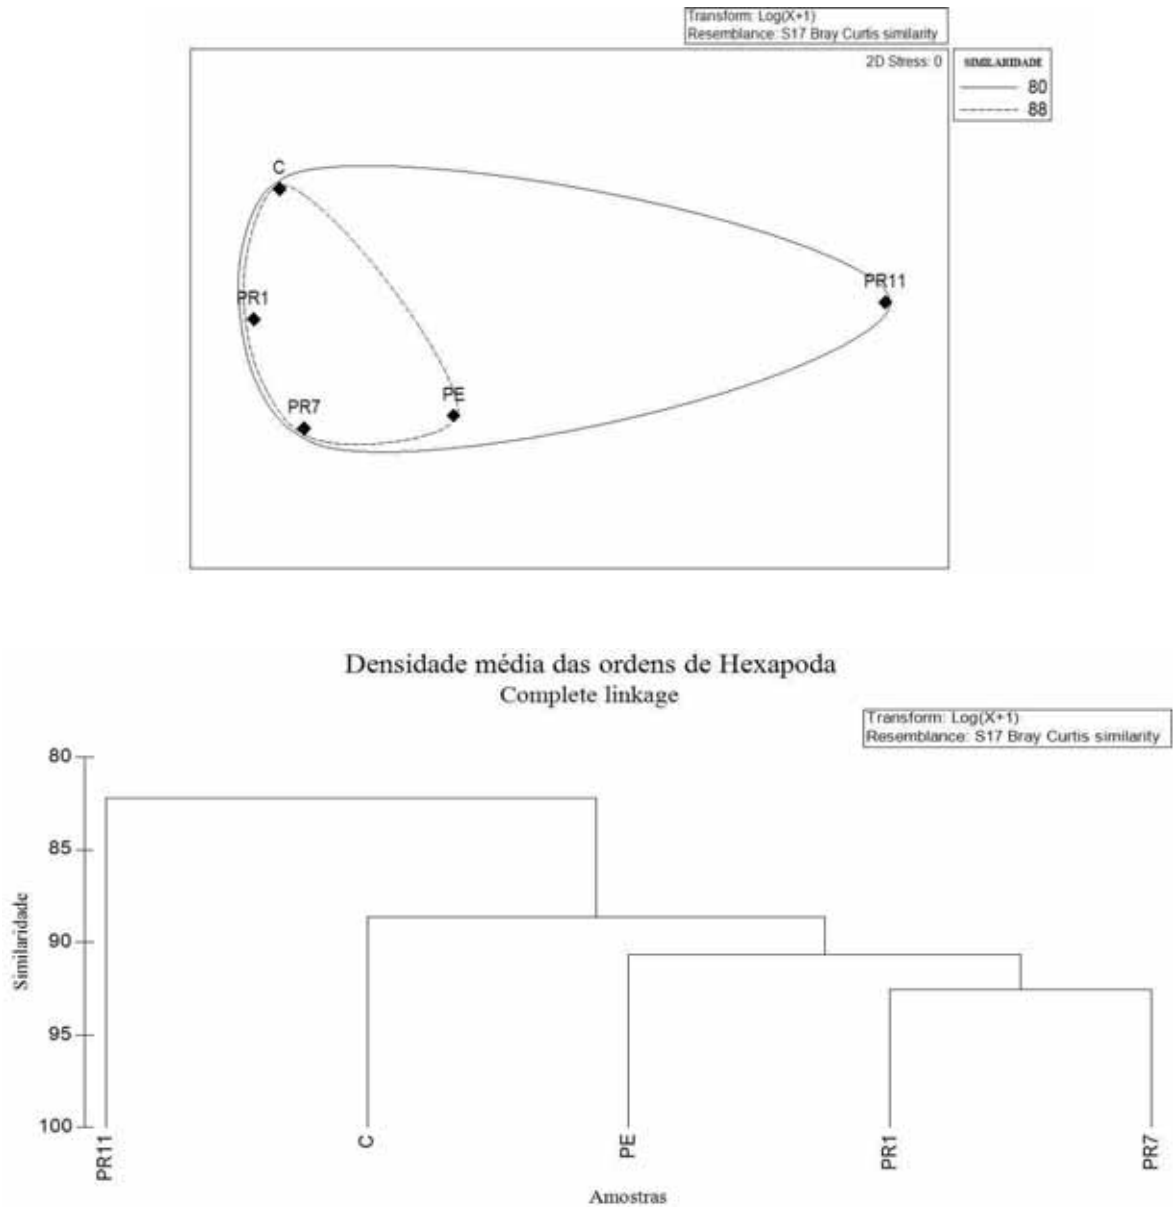 Transform: Log(X+1)
Resemblance: S17 Bray Curtis similarity
2D Stress: 0
SIMILARIDADE
80
88
C
PR11
PR1
PE
PR7
Densidade média das ordens de Hexapoda
Complete linkage
Transform: Log(X+1)
Resemblance: S17 Bray Curtis similarity
80
85
90
95
100
Similaridade
PR11
C
PE
PR1
PR7
Amostras